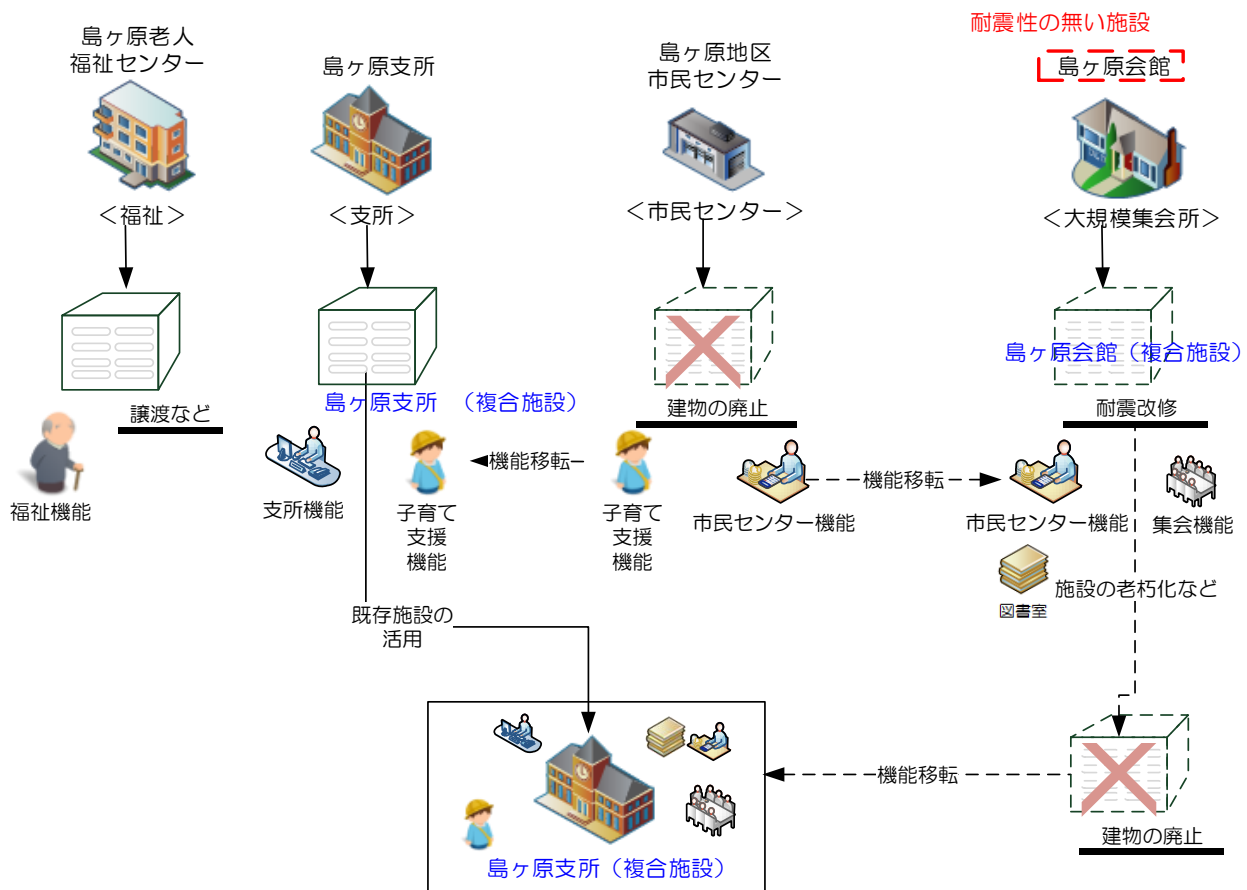 耐震性の無い施設
島ヶ原老人
福祉センター
島ヶ原支所
島ヶ原地区
市民センター
島ヶ原会館
＜福祉＞
＜支所＞
＜市民センター＞
＜大規模集会所＞
島ヶ原会館（複合施設）
譲渡など
島ヶ原支所　（複合施設）
建物の廃止
耐震改修
機能移転
機能移転
福祉機能
支所機能
子育て
支援
機能
子育て
支援
機能
市民センター機能
市民センター機能
集会機能
施設の老朽化など
図書室
既存施設の
活用
機能移転
建物の廃止
島ヶ原支所（複合施設）